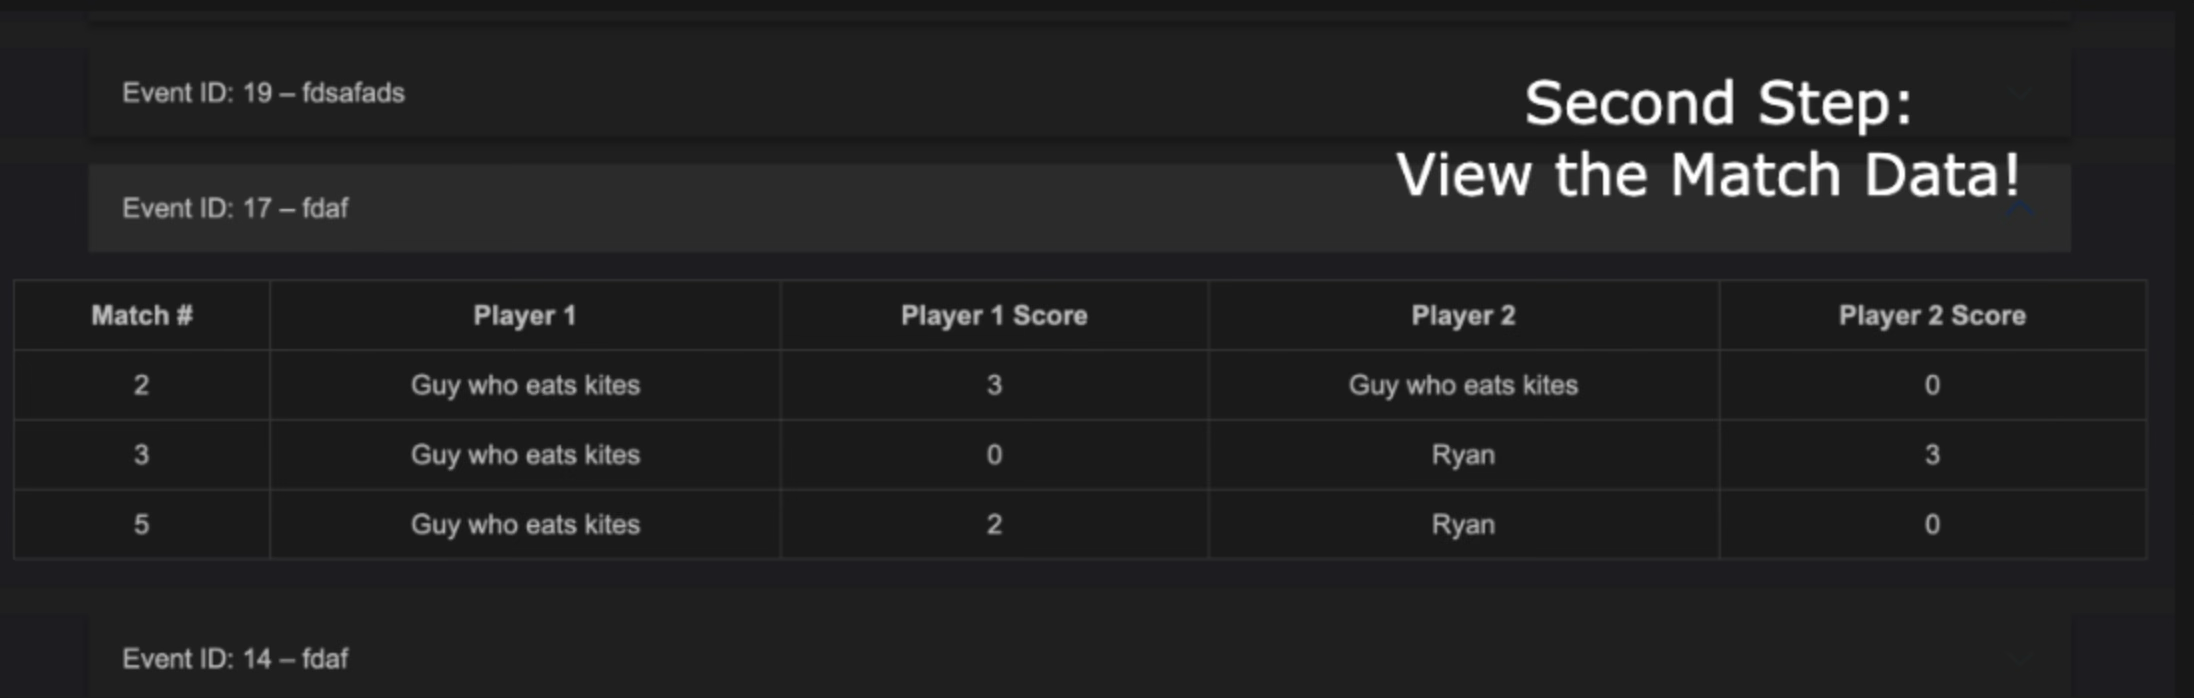 Event ID: 19 – fdsafads
Second Step:
View the Match Data!
Event ID: 17 – fdaf
Match # Player 1 Player 1 Score Player 2 Player 2 Score
2 Guy who eats kites 3 Guy who eats kites 0
3 Guy who eats kites 0 Ryan 3
5 Guy who eats kites 2 Ryan 0
Event ID: 14 – fdaf